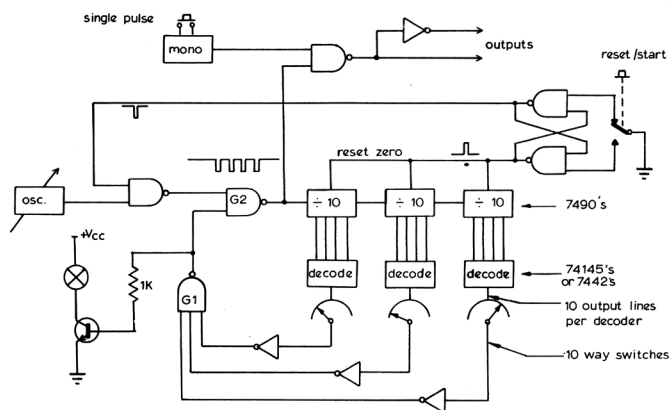 single pulse
mono
outputs
reset/start
reset zero
osc.
G2
÷ 10
÷ 10
÷ 10
7490's
+Vcc
1K
G1
decode
decode
decode
74145's
or 7442's
10 output lines
per decoder
10 way switches